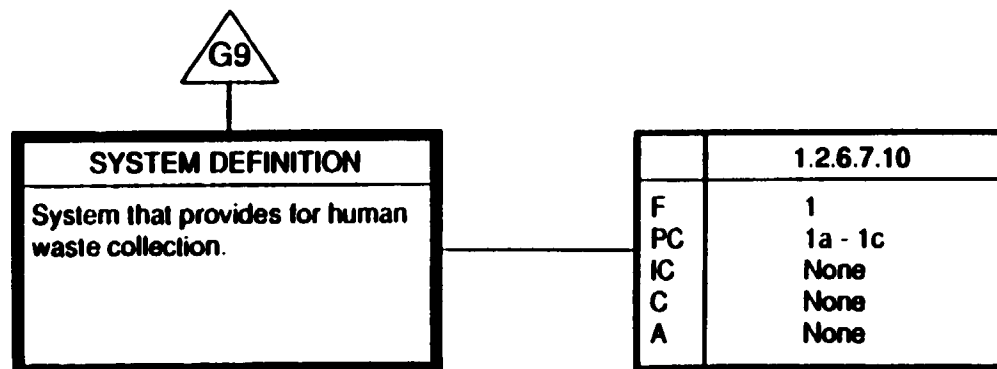 G9
SYSTEM DEFINITION
System that provides for human
waste collection.
1.2.6.7.10
F 1
PC 1a - 1c
IC None
C None
A None